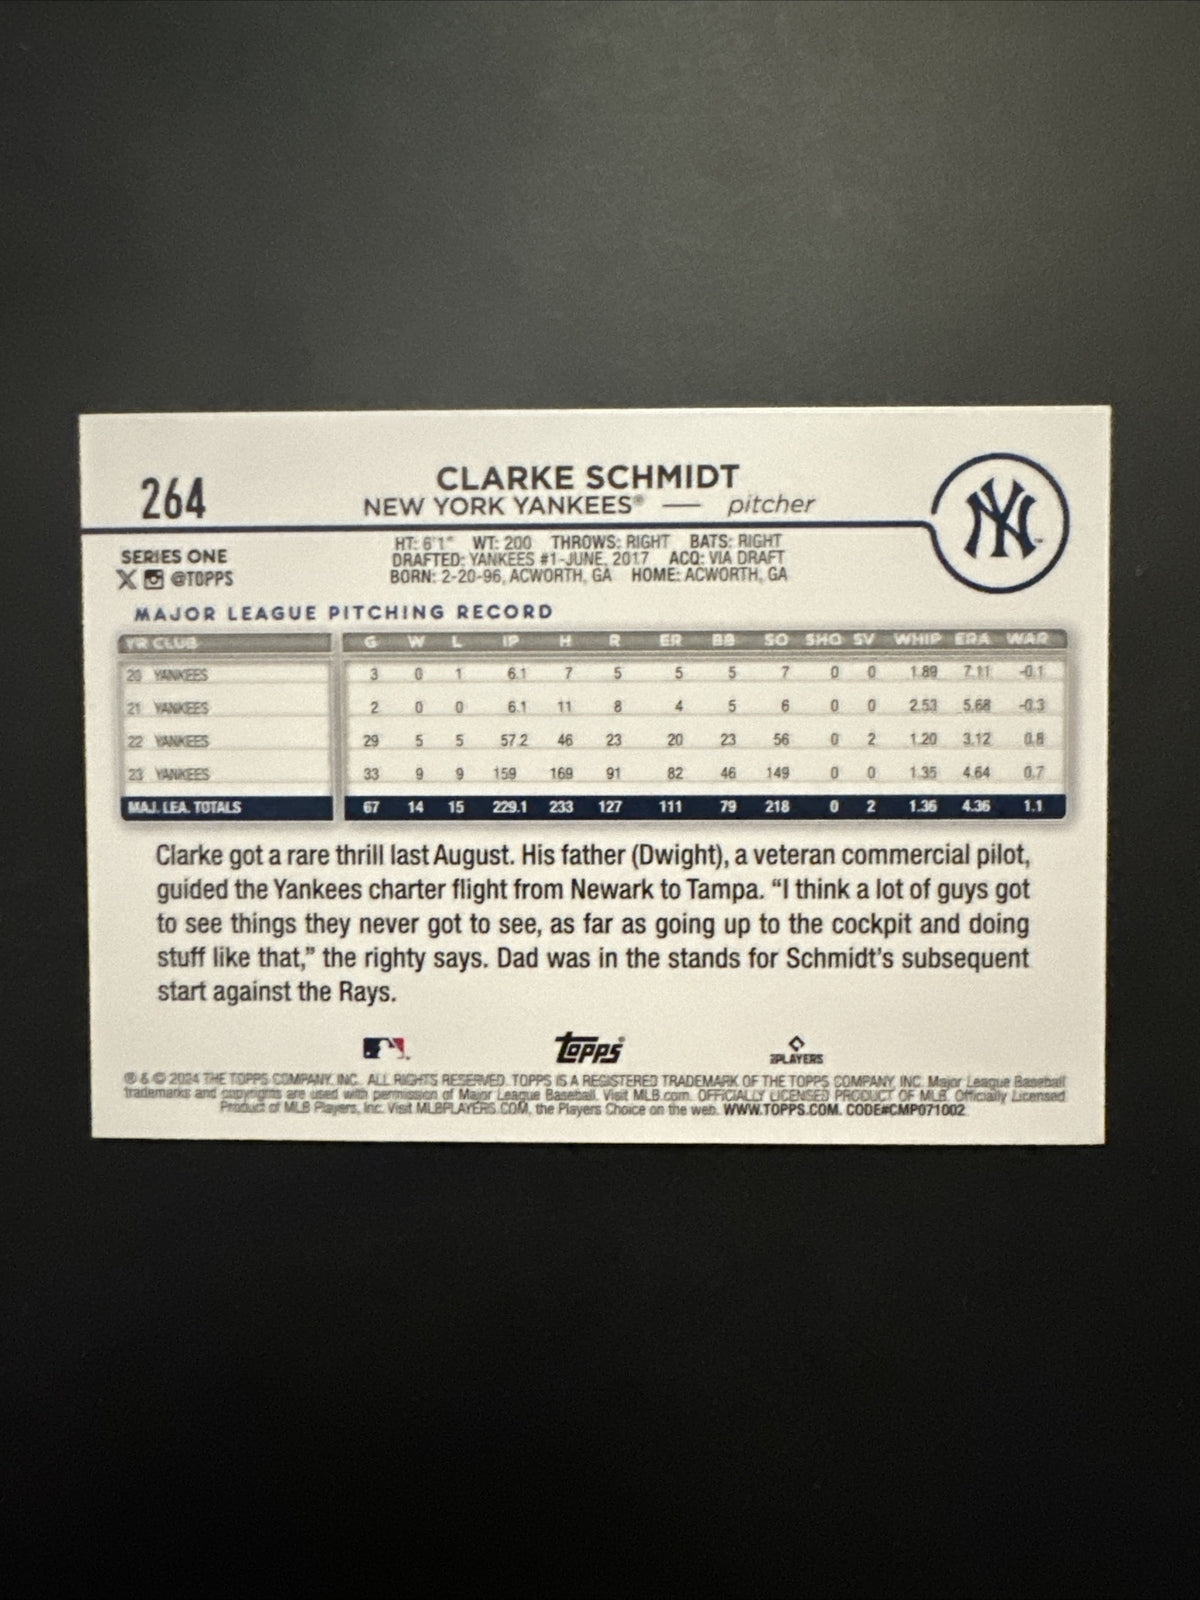 264
CLARKE SCHMIDT
NEW YORK YANKEES® — pitcher
NY
SERIES ONE
X @TOPPS
HT: 6'1" WT: 200 THROWS: RIGHT BATS: RIGHT
DRAFTED: YANKEES #1-JUNE, 2017 ACQ: VIA DRAFT
BORN: 2-20-96, ACWORTH, GA HOME: ACWORTH, GA
MAJOR LEAGUE PITCHING RECORD
YR CLUB G W L IP H R ER BB SO SHO SV WHIP ERA WAR
20 YANKEES 3 0 1 6.1 7 5 5 5 7 0 0 1.89 7.11 -0.1
21 YANKEES 2 0 0 6.1 11 8 4 5 6 0 0 2.53 5.68 -0.3
22 YANKEES 29 5 5 57.2 46 23 20 23 56 0 2 1.20 3.12 0.8
23 YANKEES 33 9 9 159 169 91 82 46 149 0 0 1.35 4.64 0.7
MAJ. LEA. TOTALS 67 14 15 229.1 233 127 111 79 218 0 2 1.36 4.36 1.1
Clarke got a rare thrill last August. His father (Dwight), a veteran commercial pilot,
guided the Yankees charter flight from Newark to Tampa. “I think a lot of guys got
to see things they never got to see, as far as going up to the cockpit and doing
stuff like that,” the righty says. Dad was in the stands for Schmidt’s subsequent
start against the Rays.
Topps®
PLAYERS
® & © 2024 THE TOPPS COMPANY, INC. ALL RIGHTS RESERVED. TOPPS IS A REGISTERED TRADEMARK OF THE TOPPS COMPANY, INC. Major League Baseball
trademarks and copyrights are used with permission of Major League Baseball. Visit MLB.com. OFFICIALLY LICENSED PRODUCT OF MLB. Officially Licensed
Product of MLB Players, Inc. Visit MLBPLAYERS.COM, the Players Choice on the web. WWW.TOPPS.COM. CODE#CMP071002